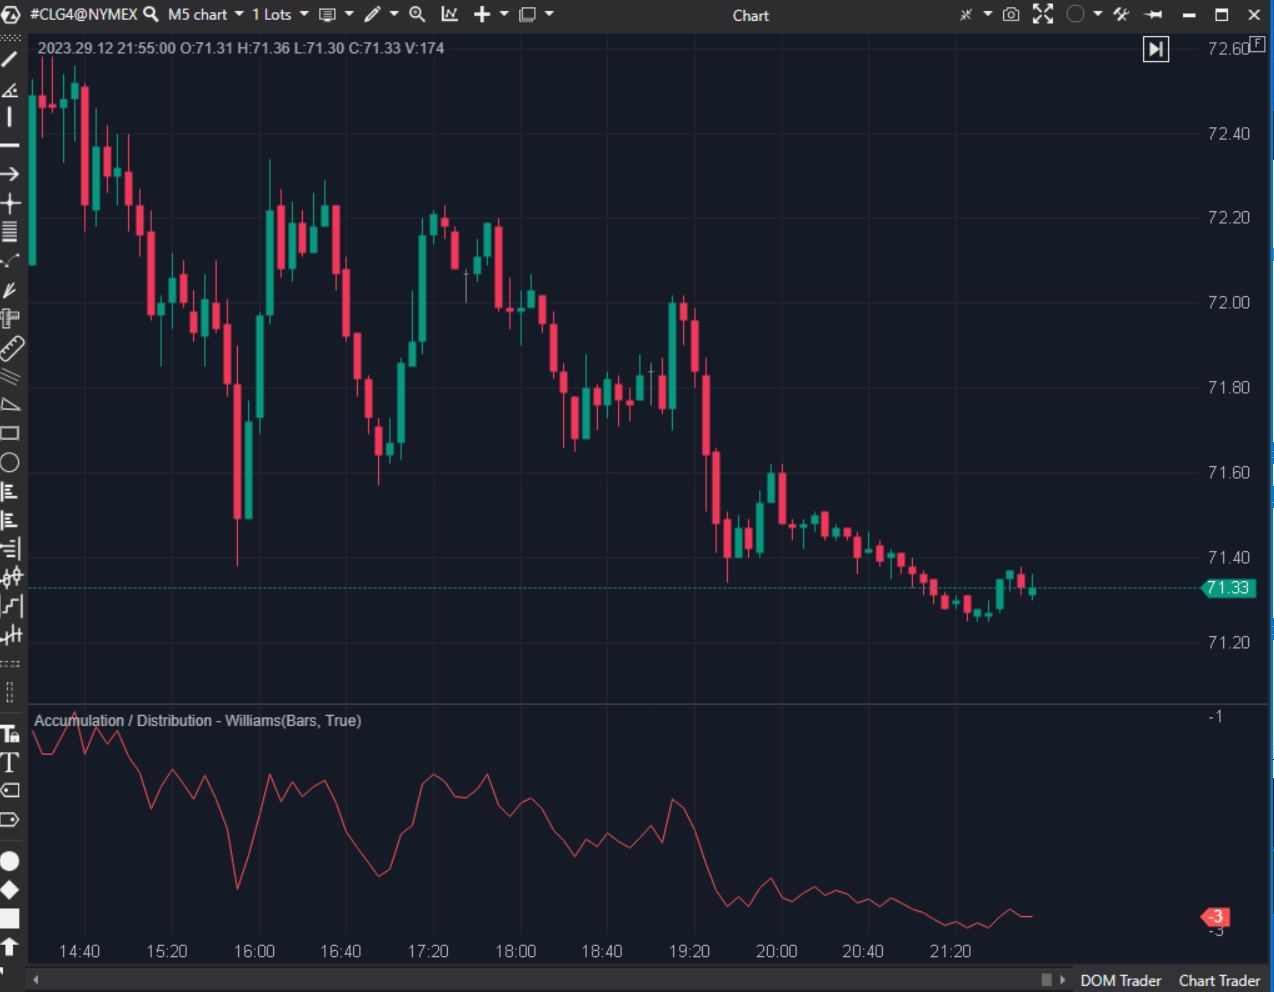 #CLG4@NYMEX M5 chart 1 Lots Chart
2023.29.12 21:55:00 O:71.31 H:71.36 L:71.30 C:71.33 V:174
F
72.60
72.40
72.20
72.00
71.80
71.60
71.40
71.33
71.20
Accumulation / Distribution - Williams(Bars, True)
-1
-3
-3
14:40 15:20 16:00 16:40 17:20 18:00 18:40 19:20 20:00 20:40 21:20
DOM Trader Chart Trader